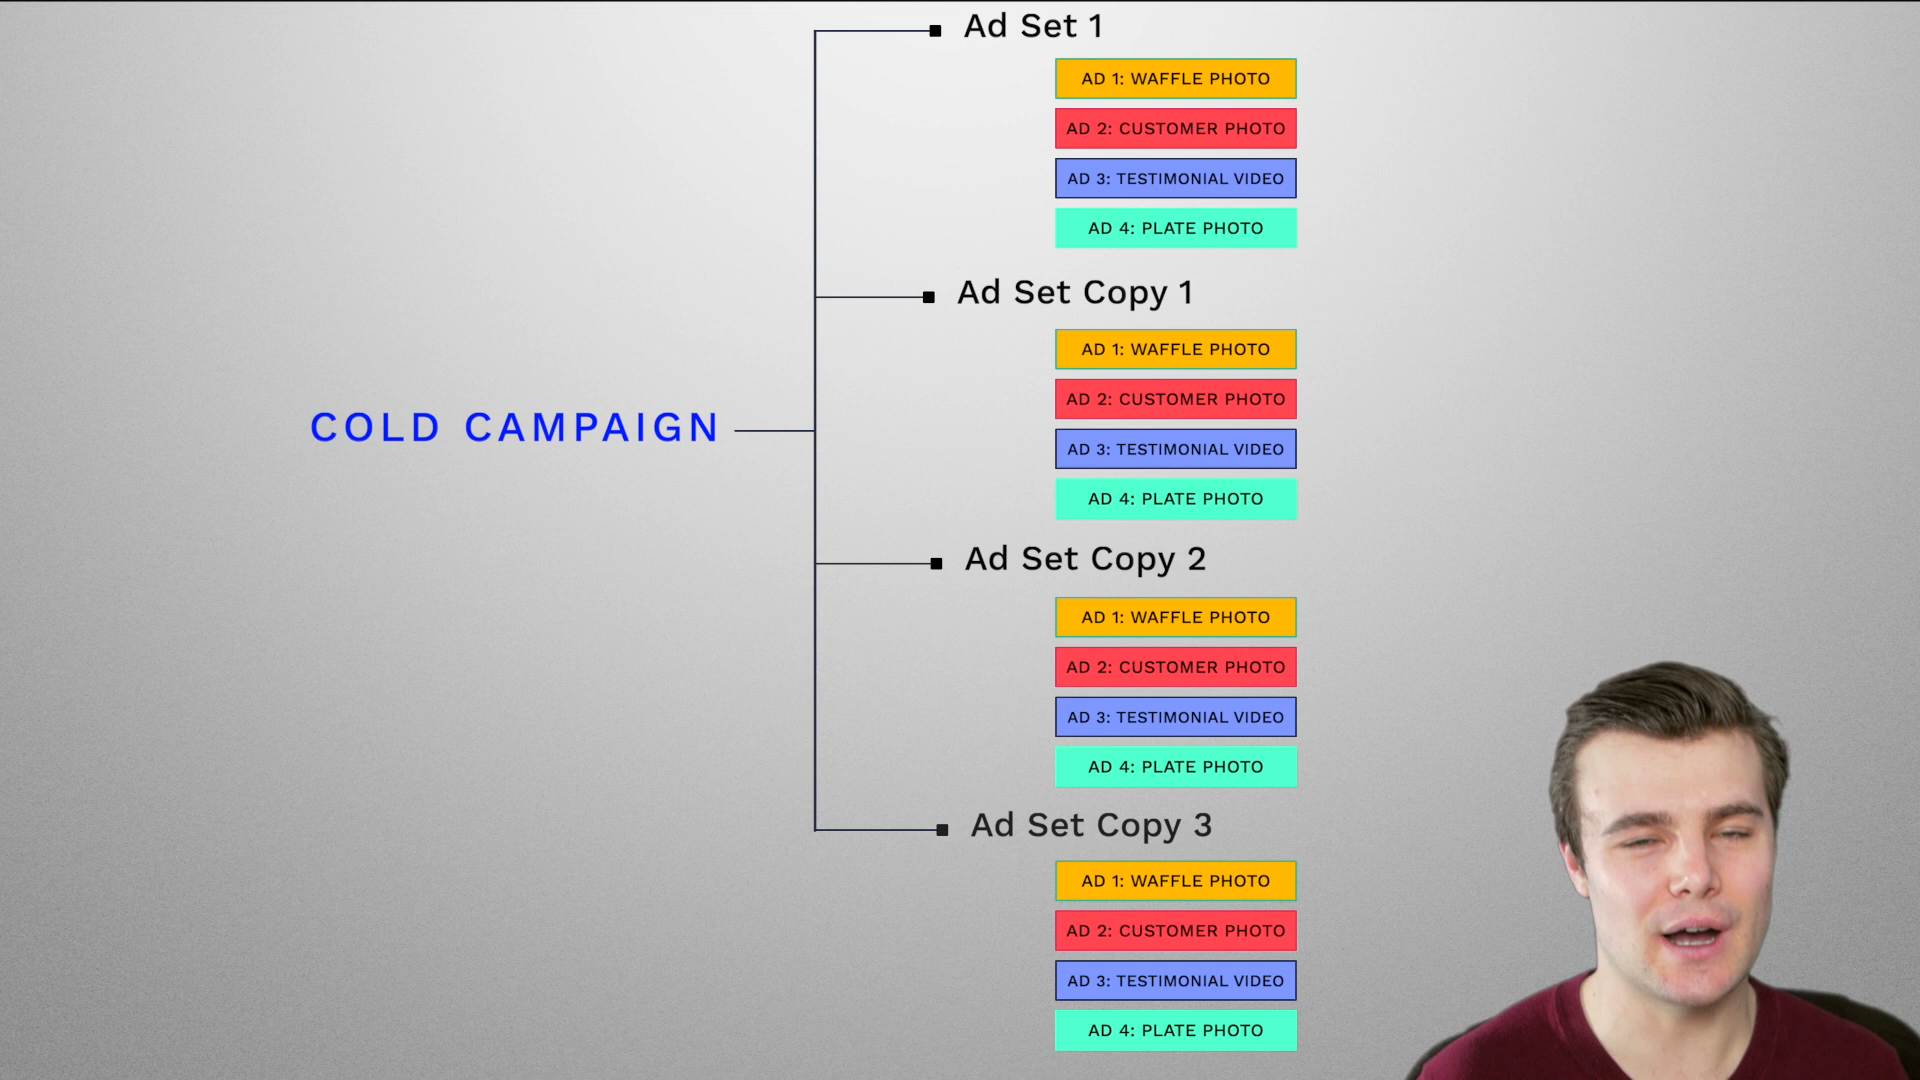 Ad Set 1
AD 1: WAFFLE PHOTO
AD 2: CUSTOMER PHOTO
AD 3: TESTIMONIAL VIDEO
AD 4: PLATE PHOTO
Ad Set Copy 1
AD 1: WAFFLE PHOTO
AD 2: CUSTOMER PHOTO
COLD CAMPAIGN
AD 3: TESTIMONIAL VIDEO
AD 4: PLATE PHOTO
Ad Set Copy 2
AD 1: WAFFLE PHOTO
AD 2: CUSTOMER PHOTO
AD 3: TESTIMONIAL VIDEO
AD 4: PLATE PHOTO
Ad Set Copy 3
AD 1: WAFFLE PHOTO
AD 2: CUSTOMER PHOTO
AD 3: TESTIMONIAL VIDEO
AD 4: PLATE PHOTO